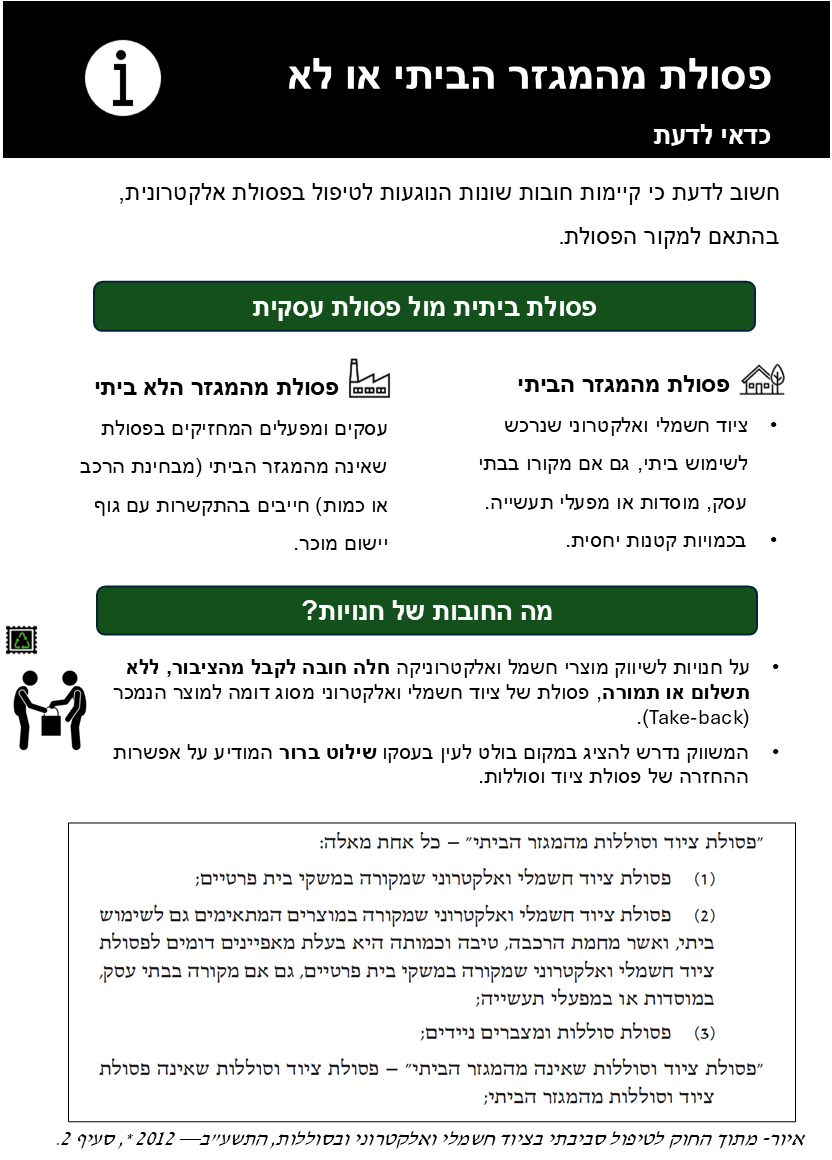 פסולת מהמגזר הביתי או לא
i
כדאי לדעת
חשוב לדעת כי קיימות חובות שונות הנוגעות לטיפול בפסולת אלקטרונית,
בהתאם למקור הפסולת.
פסולת ביתית מול פסולת עסקית
פסולת מהמגזר הביתי
• ציוד חשמלי ואלקטרוני שנרכש
לשימוש ביתי, גם אם מקורו בבתי
עסק, מוסדות או מפעלי תעשייה.
• בכמויות קטנות יחסית.
פסולת מהמגזר הלא ביתי
עסקים ומפעלים המחזיקים בפסולת
שאינה מהמגזר הביתי (מבחינת הרכב
או כמות) חייבים בהתקשרות עם גוף
יישום מוכר.
מה החובות של חנויות?
• על חנויות לשיווק מוצרי חשמל ואלקטרוניקה חלה חובה לקבל מהציבור, ללא
תשלום או תמורה, פסולת של ציוד חשמלי ואלקטרוני מסוג דומה למוצר הנמכר
(Take-back).
• המשווק נדרש להציג במקום בולט לעין בעסקו שילוט ברור המודיע על אפשרות
ההחזרה של פסולת ציוד וסוללות.
"פסולת ציוד וסוללות מהמגזר הביתי" – כל אחת מאלה:
(1) פסולת ציוד חשמלי ואלקטרוני שמקורה במשקי בית פרטיים;
(2) פסולת ציוד חשמלי ואלקטרוני שמקורה במוצרים המתאימים גם לשימוש
ביתי, ואשר מחמת הרכבה, טיבה וכמותה היא בעלת מאפיינים דומים לפסולת
ציוד חשמלי ואלקטרוני שמקורה במשקי בית פרטיים, גם אם מקורה בבתי עסק,
במוסדות או במפעלי תעשייה;
(3) פסולת סוללות ומצברים ניידים;
"פסולת ציוד וסוללות שאינה מהמגזר הביתי" – פסולת ציוד וסוללות שאינה פסולת
ציוד וסוללות מהמגזר הביתי;
איור- מתוך החוק לטיפול סביבתי בציוד חשמלי ואלקטרוני ובסוללות, התשע"ב— 2012 *, סעיף 2.